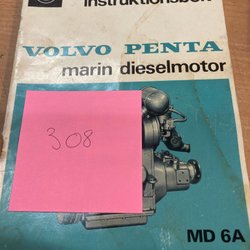 Instruktionsbok
VOLVO PENTA
marin dieselmotor
308
MD 6A